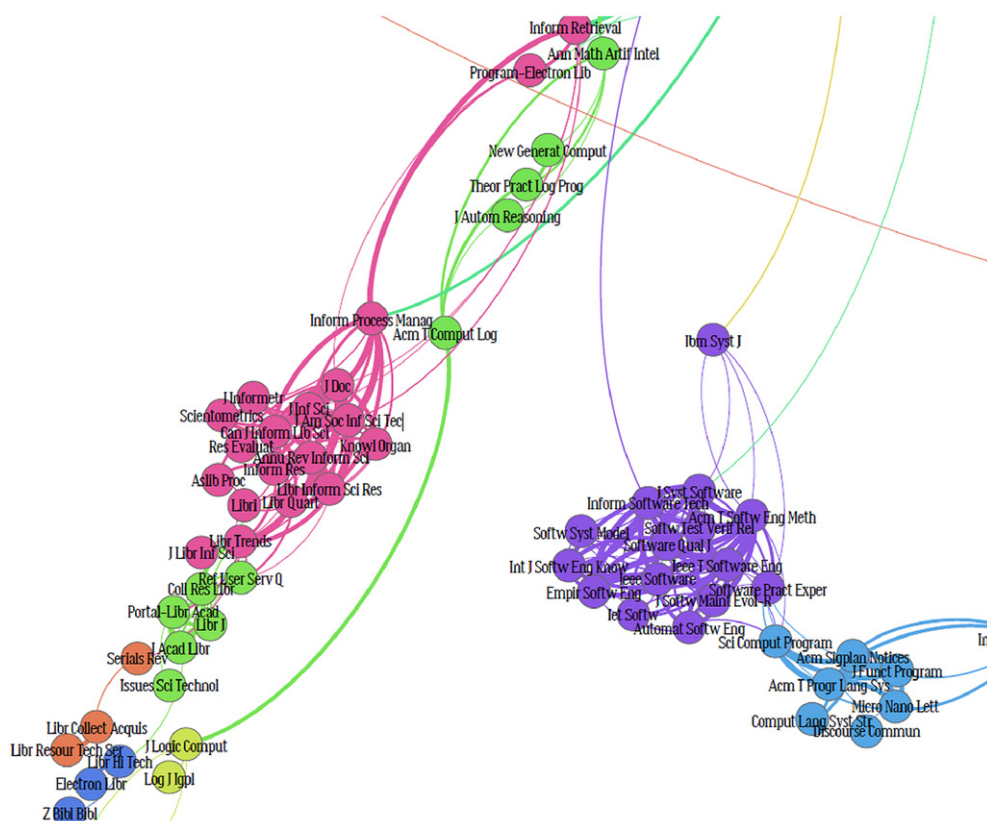 Inform Retrieval
Ann Math Artif Intel
Program-Electron Lib
New Generat Comput
Theor Pract Log Prog
J Autom Reasoning
Inform Process Manag
Acm T Comput Log
Ibm Syst J
J Doc
J Informetr
J Inf Sci
Scientometrics
J Am Soc Inf Sci Tec
Can J Inform Lib Sci
Res Evaluat
Knowl Organ
Annu Rev Inform Sci
Inform Res
Aslib Proc
Libr Inform Sci Res
Libri
Libr Quart
J Syst Software
Inform Software Tech
Acm T Softw Eng Meth
Softw Syst Model
Softw Test Verif Rel
Software Qual J
Libr Trends
J Libr Inf Sci
Int J Softw Eng Know
Ieee T Software Eng
Ref User Serv Q
Ieee Software
Coll Res Libr
Empir Softw Eng
Software Pract Exper
J Softw Maint Evol-R
Portal-Libr Acad
Iet Softw
Libr J
Automat Softw Eng
Sci Comput Program
In
J Acad Libr
Serials Rev
Acm Sigplan Notices
J Funct Program
Issues Sci Technol
Acm T Progr Lang Sys
Micro Nano Lett
Comput Lang Syst Str
Discourse Commun
Libr Collect Acquis
J Logic Comput
Libr Resour Tech Ser
Libr Hi Tech
Electron Libr
Log J Igpl
Z Bibl Bibl